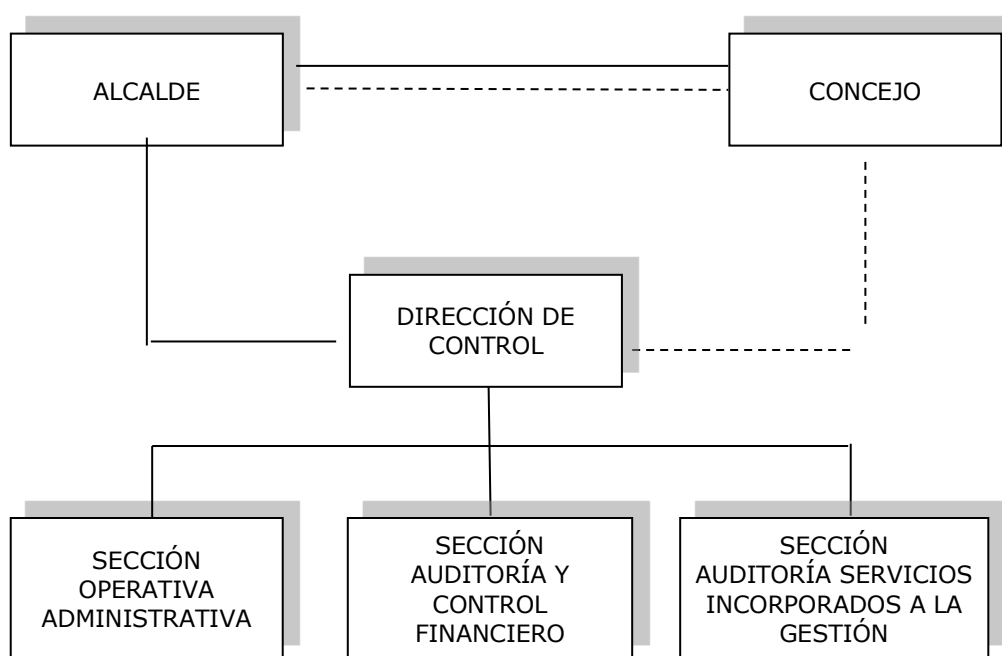 ALCALDE
CONCEJO
DIRECCIÓN DE
CONTROL
SECCIÓN
OPERATIVA
ADMINISTRATIVA
SECCIÓN
AUDITORÍA Y
CONTROL
FINANCIERO
SECCIÓN
AUDITORÍA SERVICIOS
INCORPORADOS A LA
GESTIÓN